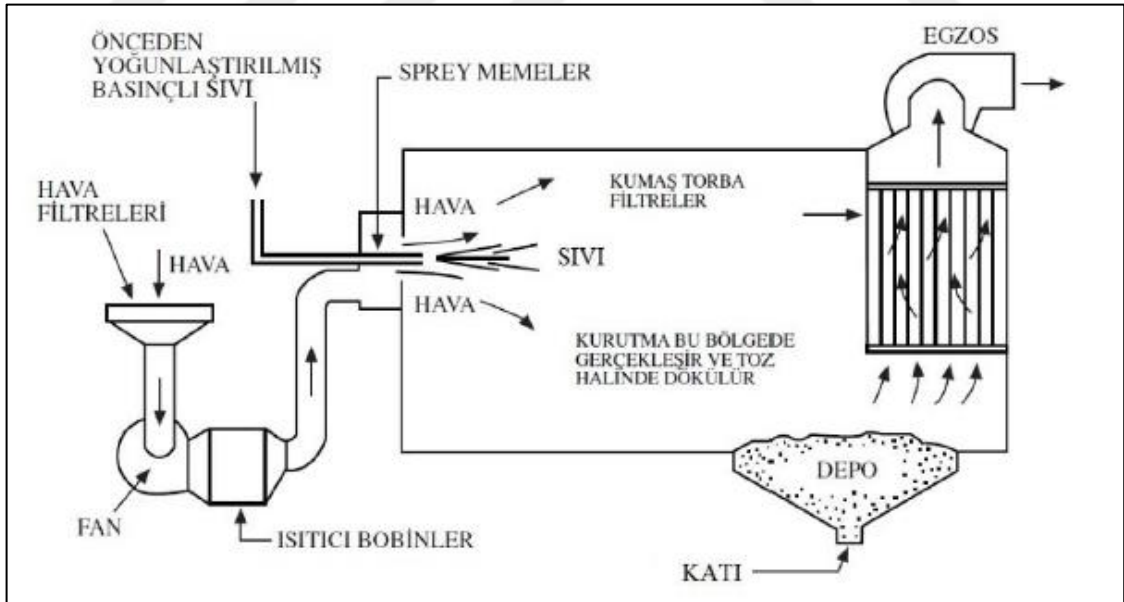 ÖNCEDEN
YOĞUNLAŞTIRILMIŞ
BASINÇLI SIVI
SPREY MEMELER
EGZOS
HAVA
FİLTRELERİ
HAVA
HAVA
KUMAŞ TORBA
FİLTRELER
SIVI
HAVA
KURUTMA BU BÖLGEDE
GERÇEKLEŞİR VE TOZ
HALİNDE DÖKÜLÜR
DEPO
FAN
ISITICI BOBİNLER
KATI